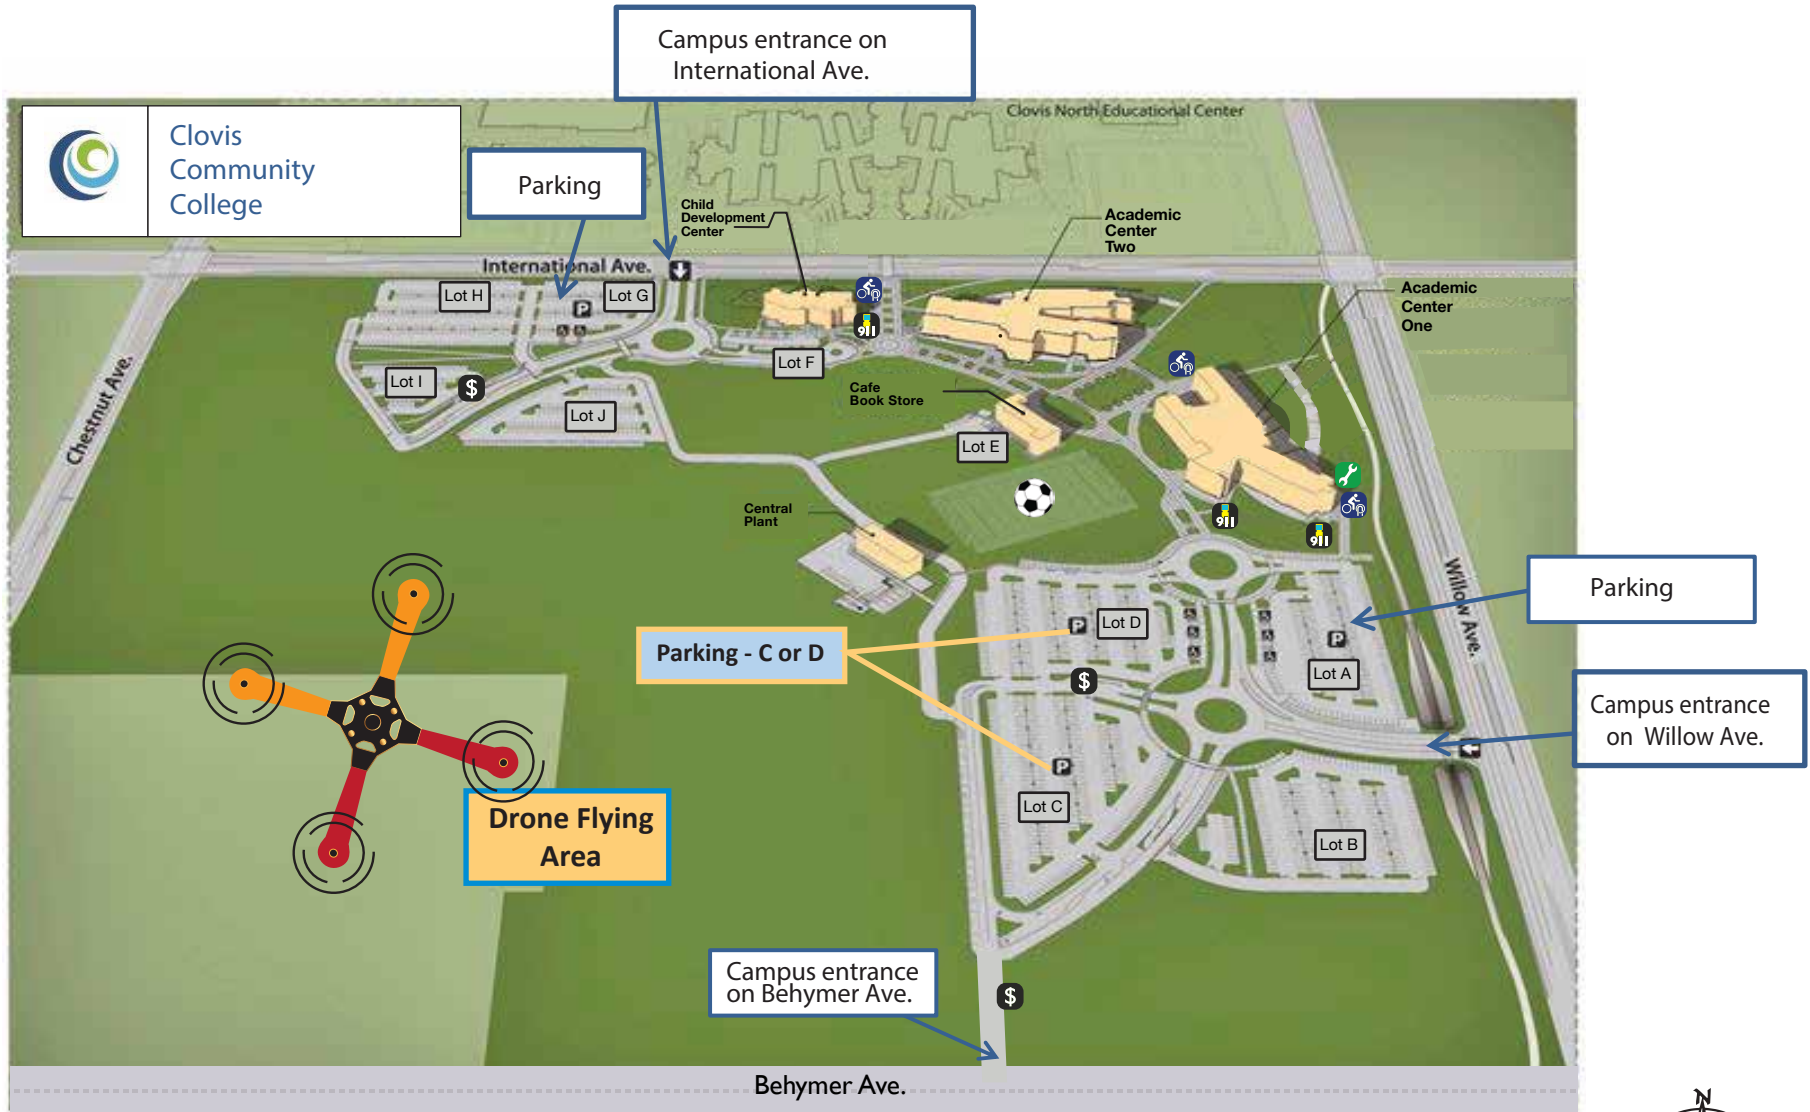 Campus entrance on
International Ave.
Clovis North Educational Center
Clovis
Community
College
Parking
Child
Development
Center
Academic
Center
Two
International Ave.
Lot H
Lot G
P
Academic
Center
One
911
Lot F
Lot I
$
Cafe
Book Store
Lot J
Chestnut Ave.
Lot E
Central
Plant
911
911
Willow Ave.
Parking
Lot D
P
P
Parking - C or D
Lot A
$
Campus entrance
on Willow Ave.
P
Lot C
Drone Flying
Area
Lot B
Campus entrance
on Behymer Ave.
$
Behymer Ave.
N